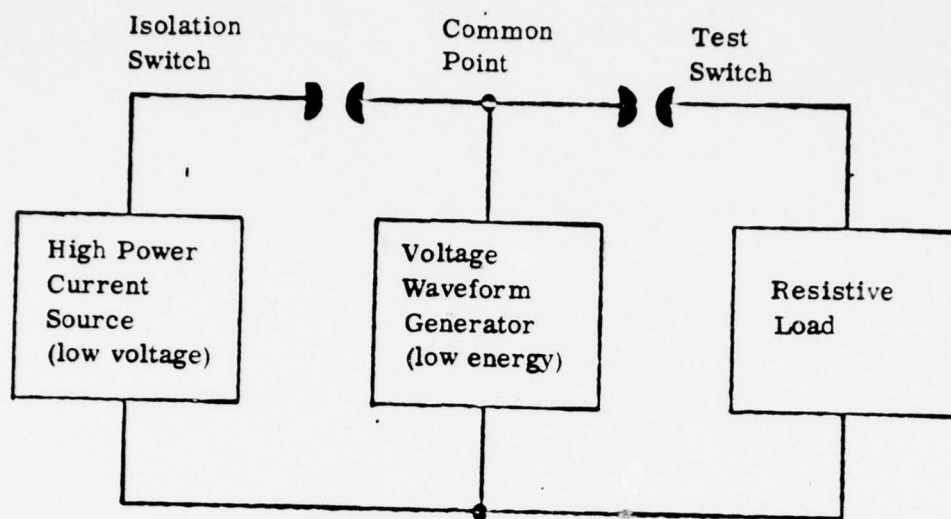 Isolation
Switch
Common
Point
Test
Switch
High Power
Current
Source
(low voltage)
Voltage
Waveform
Generator
(low energy)
Resistive
Load